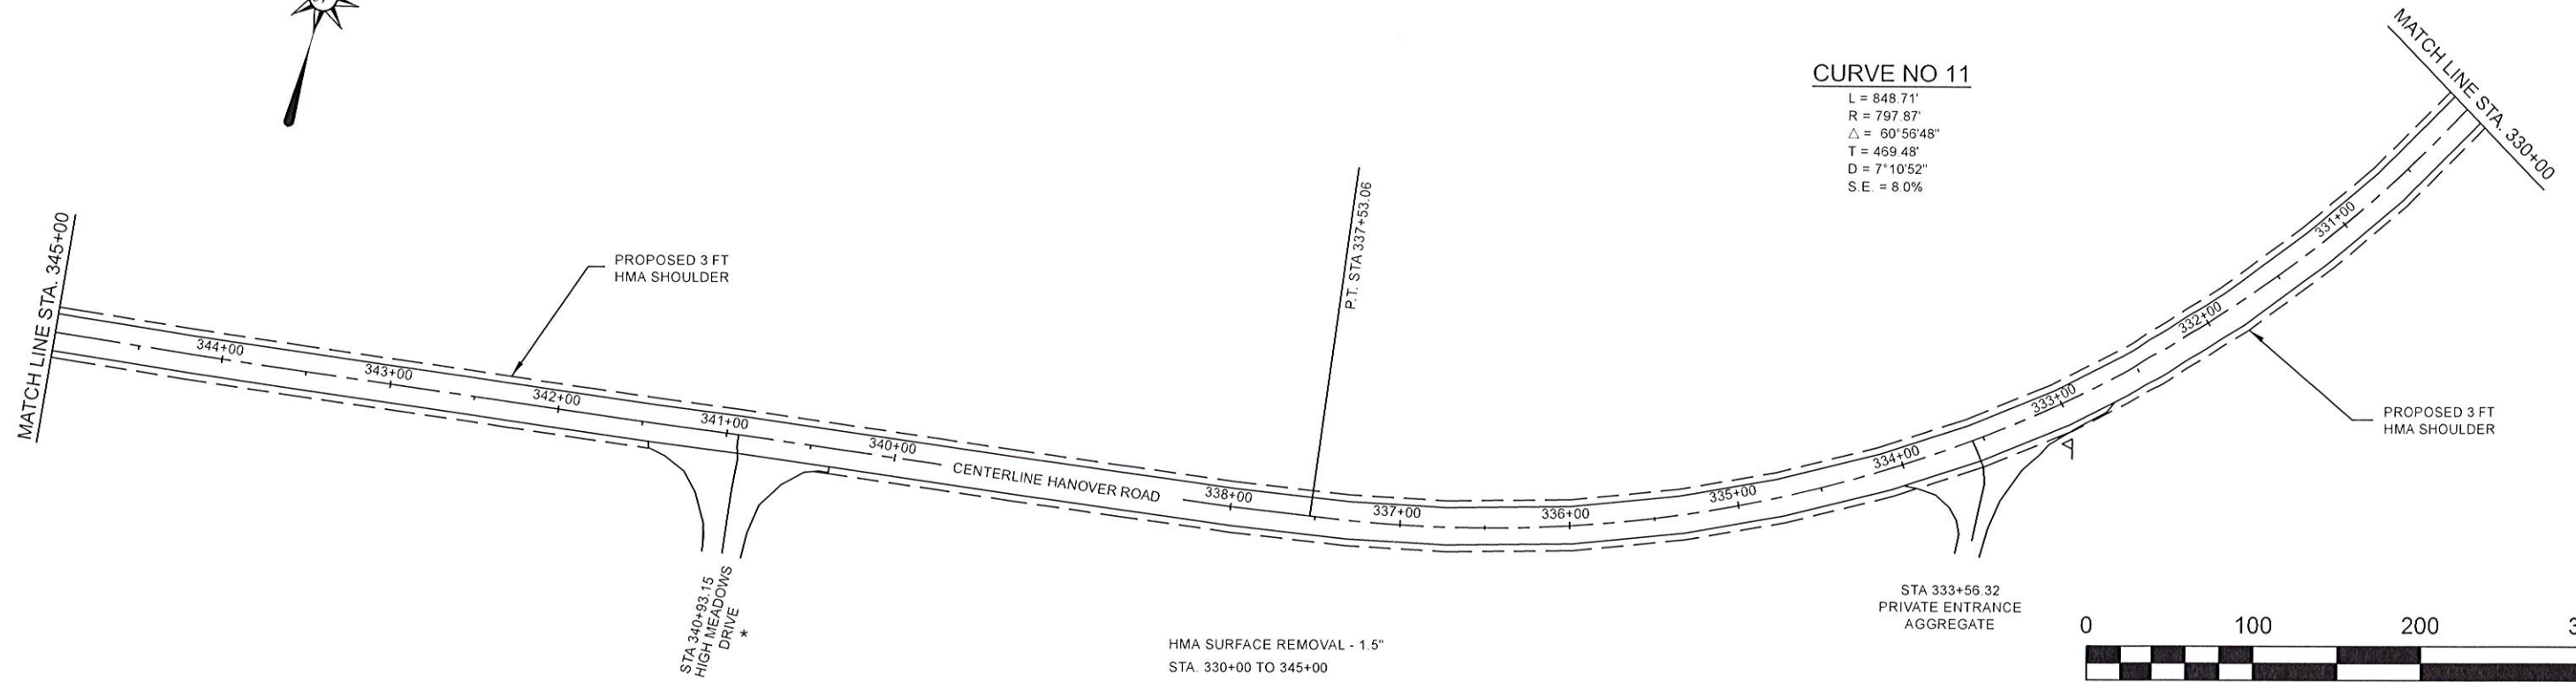 CURVE NO 11
L = 848.71'
R = 797.87'
△ = 60°56'48"
T = 469.48'
D = 7°10'52"
S.E. = 8.0%
MATCH LINE STA. 330+00
MATCH LINE STA. 345+00
PROPOSED 3 FT
HMA SHOULDER
P.T. STA 337+53.06
344+00
343+00
342+00
341+00
340+00
CENTERLINE HANOVER ROAD
338+00
337+00
336+00
335+00
334+00
333+00
332+00
331+00
PROPOSED 3 FT
HMA SHOULDER
STA 340+93.15
HIGH MEADOWS
DRIVE
*
HMA SURFACE REMOVAL - 1.5"
STA. 330+00 TO 345+00
STA 333+56.32
PRIVATE ENTRANCE
AGGREGATE
0 100 200